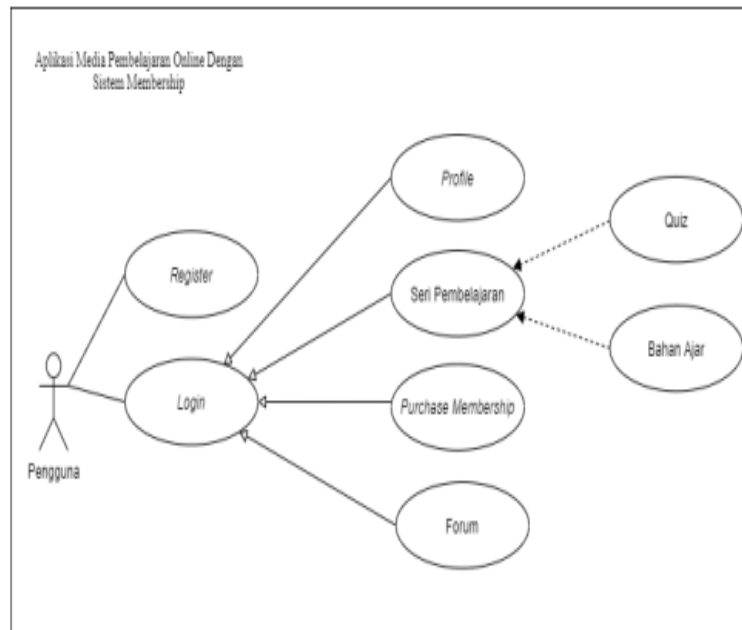 Aplikasi Media Pembelajaran Online Dengan
Sistem Membership
Profile
Quiz
Register
Seri Pembelajaran
Bahan Ajar
Login
Purchase Membership
Pengguna
Forum